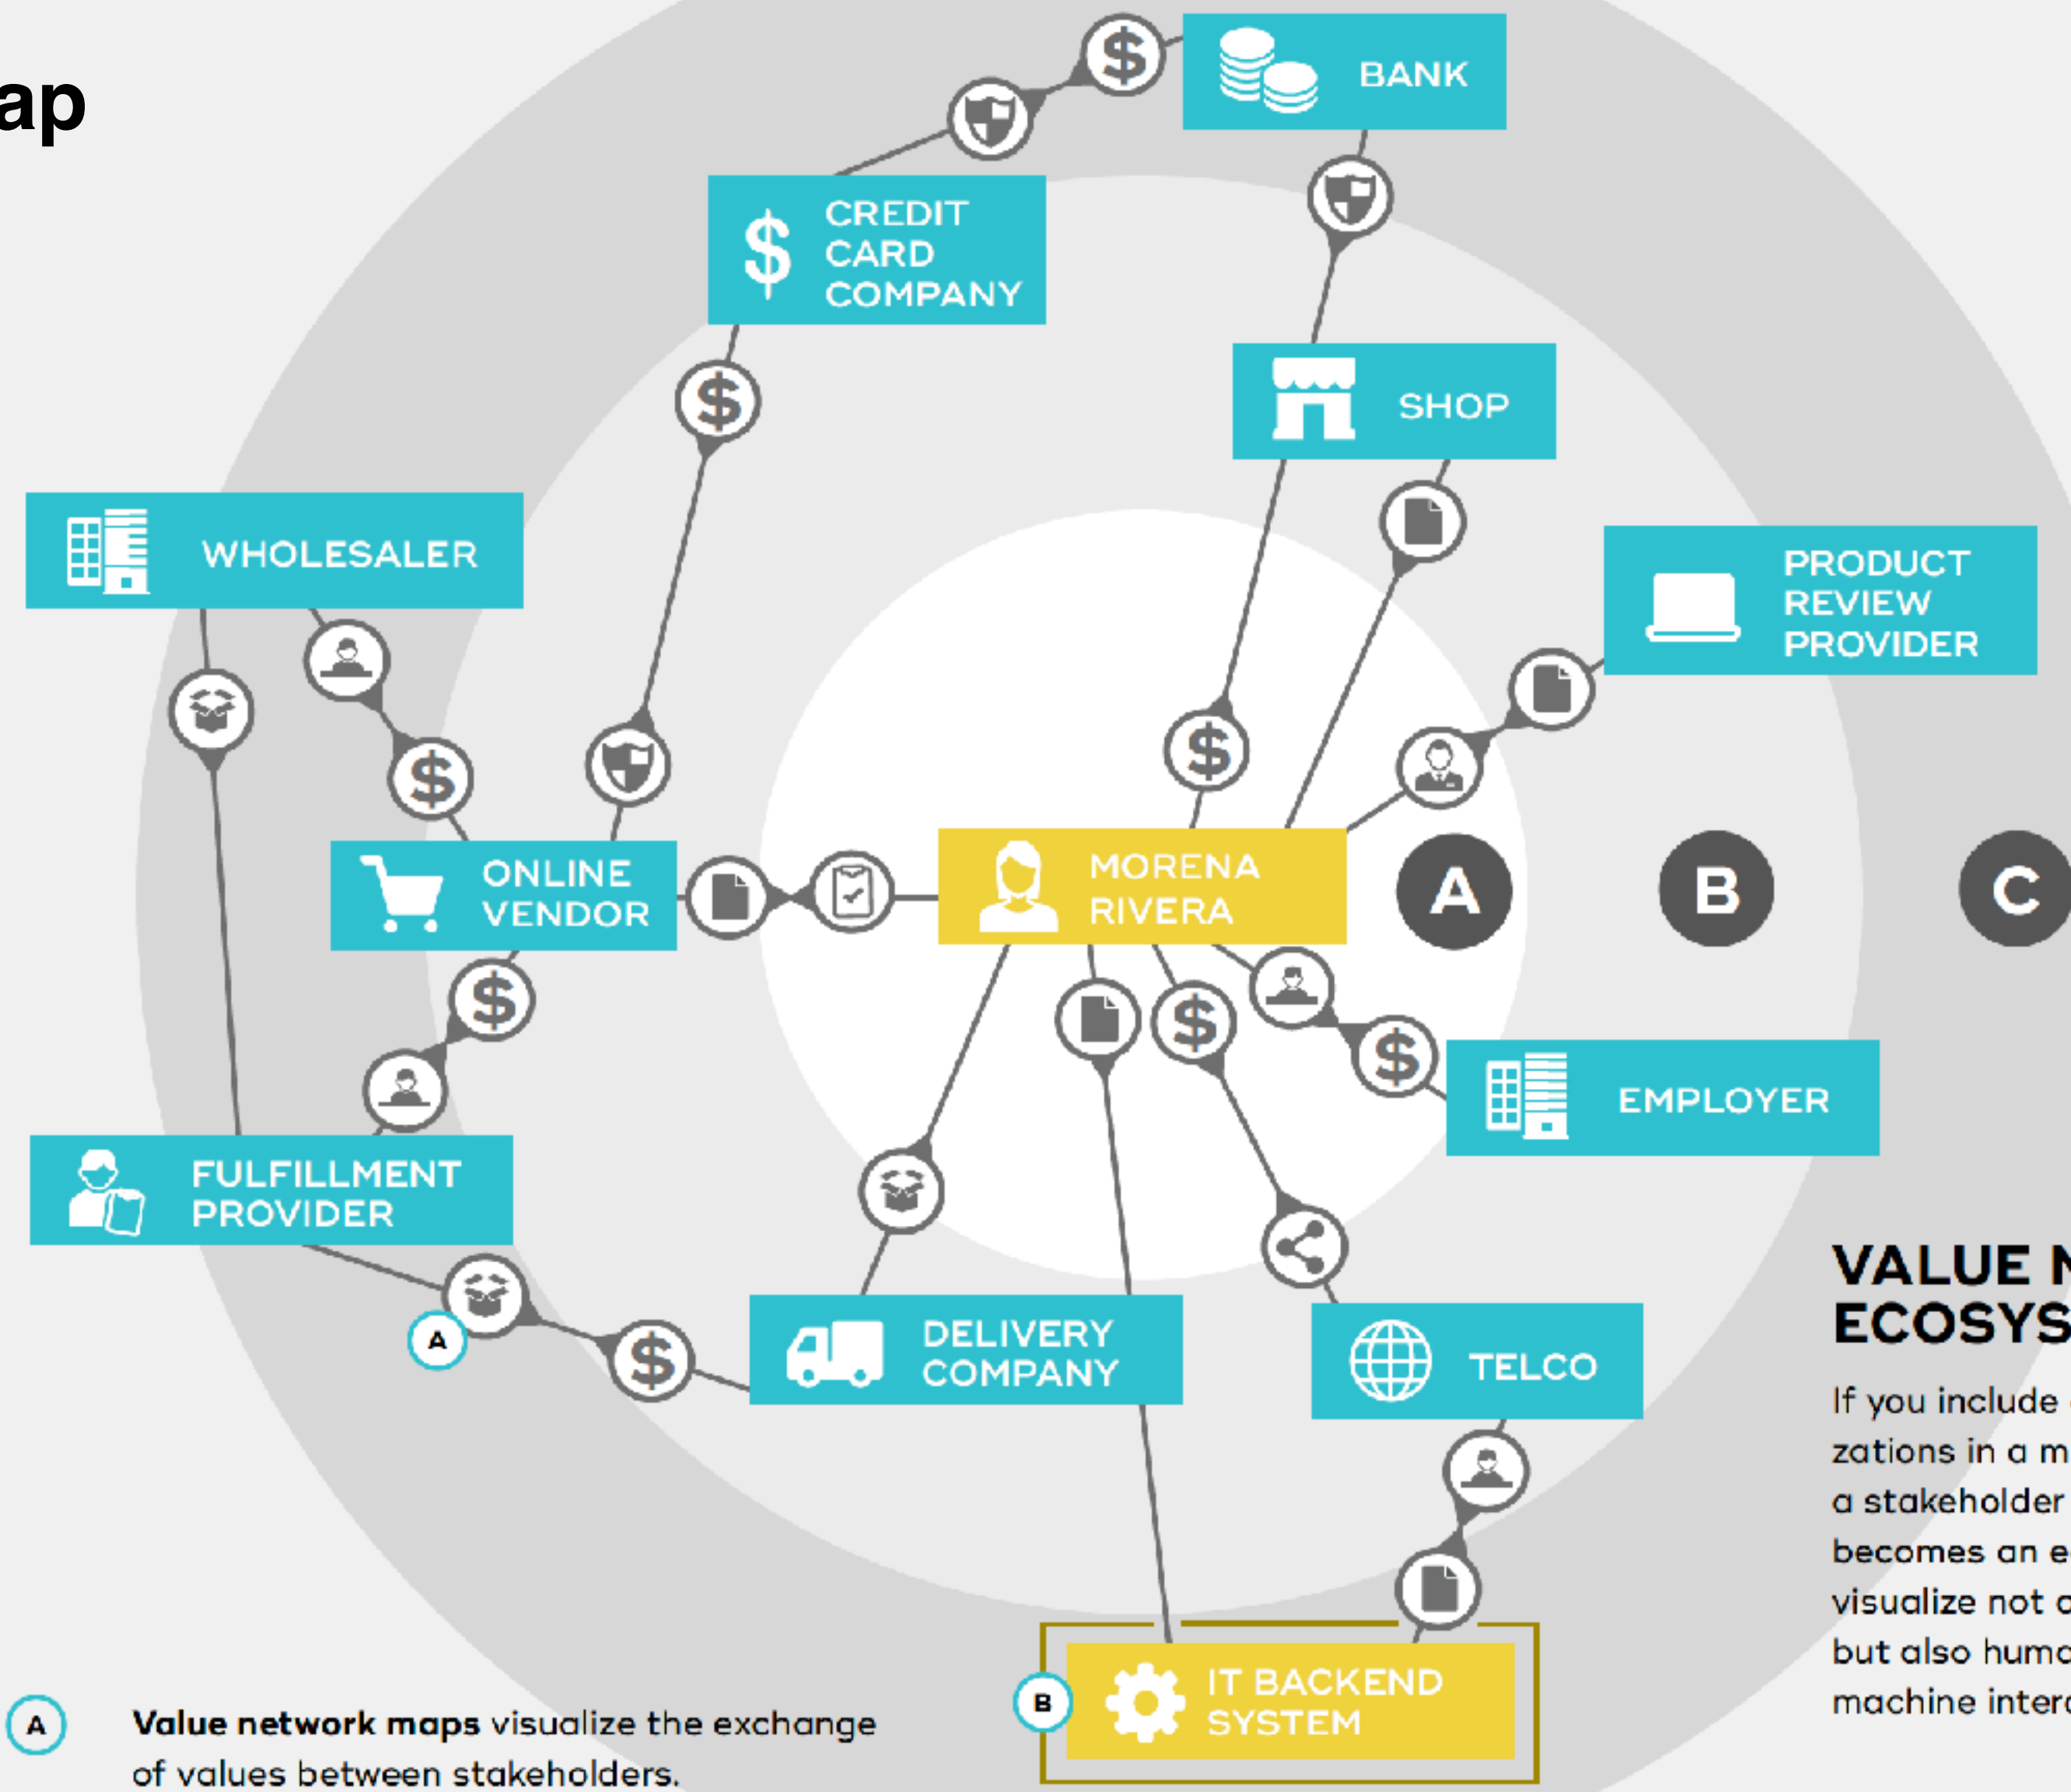 ap
BANK
CREDIT
CARD
COMPANY
SHOP
WHOLESALER
PRODUCT
REVIEW
PROVIDER
ONLINE
VENDOR
MORENA
RIVERA
A
B
C
EMPLOYER
FULFILLMENT
PROVIDER
A
DELIVERY
COMPANY
TELCO
VALUE N
ECOSYS
If you include
zations in a m
a stakeholder
becomes an e
visualize not
but also huma
machine intera
IT BACKEND
SYSTEM
B
A
Value network maps visualize the exchange
of values between stakeholders.